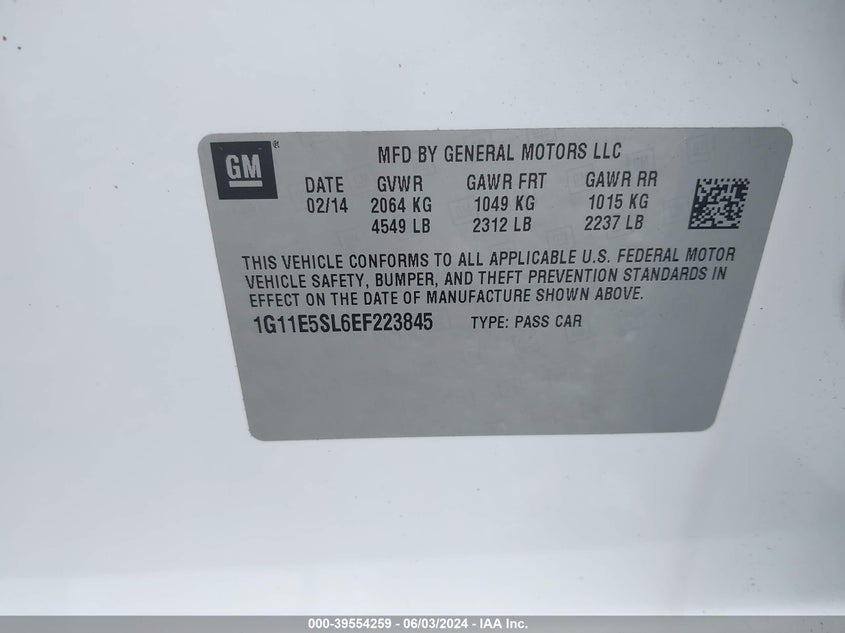 GM®
MFD BY GENERAL MOTORS LLC
DATE GVWR GAWR FRT GAWR RR
02/14 2064 KG 1049 KG 1015 KG
4549 LB 2312 LB 2237 LB
THIS VEHICLE CONFORMS TO ALL APPLICABLE U.S. FEDERAL MOTOR
VEHICLE SAFETY, BUMPER, AND THEFT PREVENTION STANDARDS IN
EFFECT ON THE DATE OF MANUFACTURE SHOWN ABOVE.
1G11E5SL6EF223845 TYPE: PASS CAR
000-39554259 - 06/03/2024 - IAA Inc.